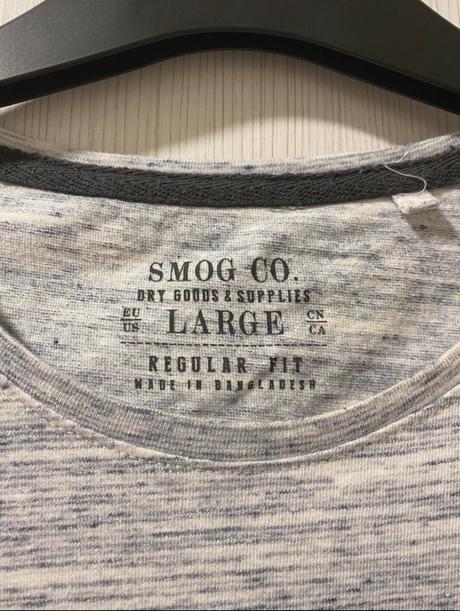 SMOG CO.
DRY GOODS & SUPPLIES
EU US LARGE CN CA
REGULAR FIT
MADE IN BANGLADESH